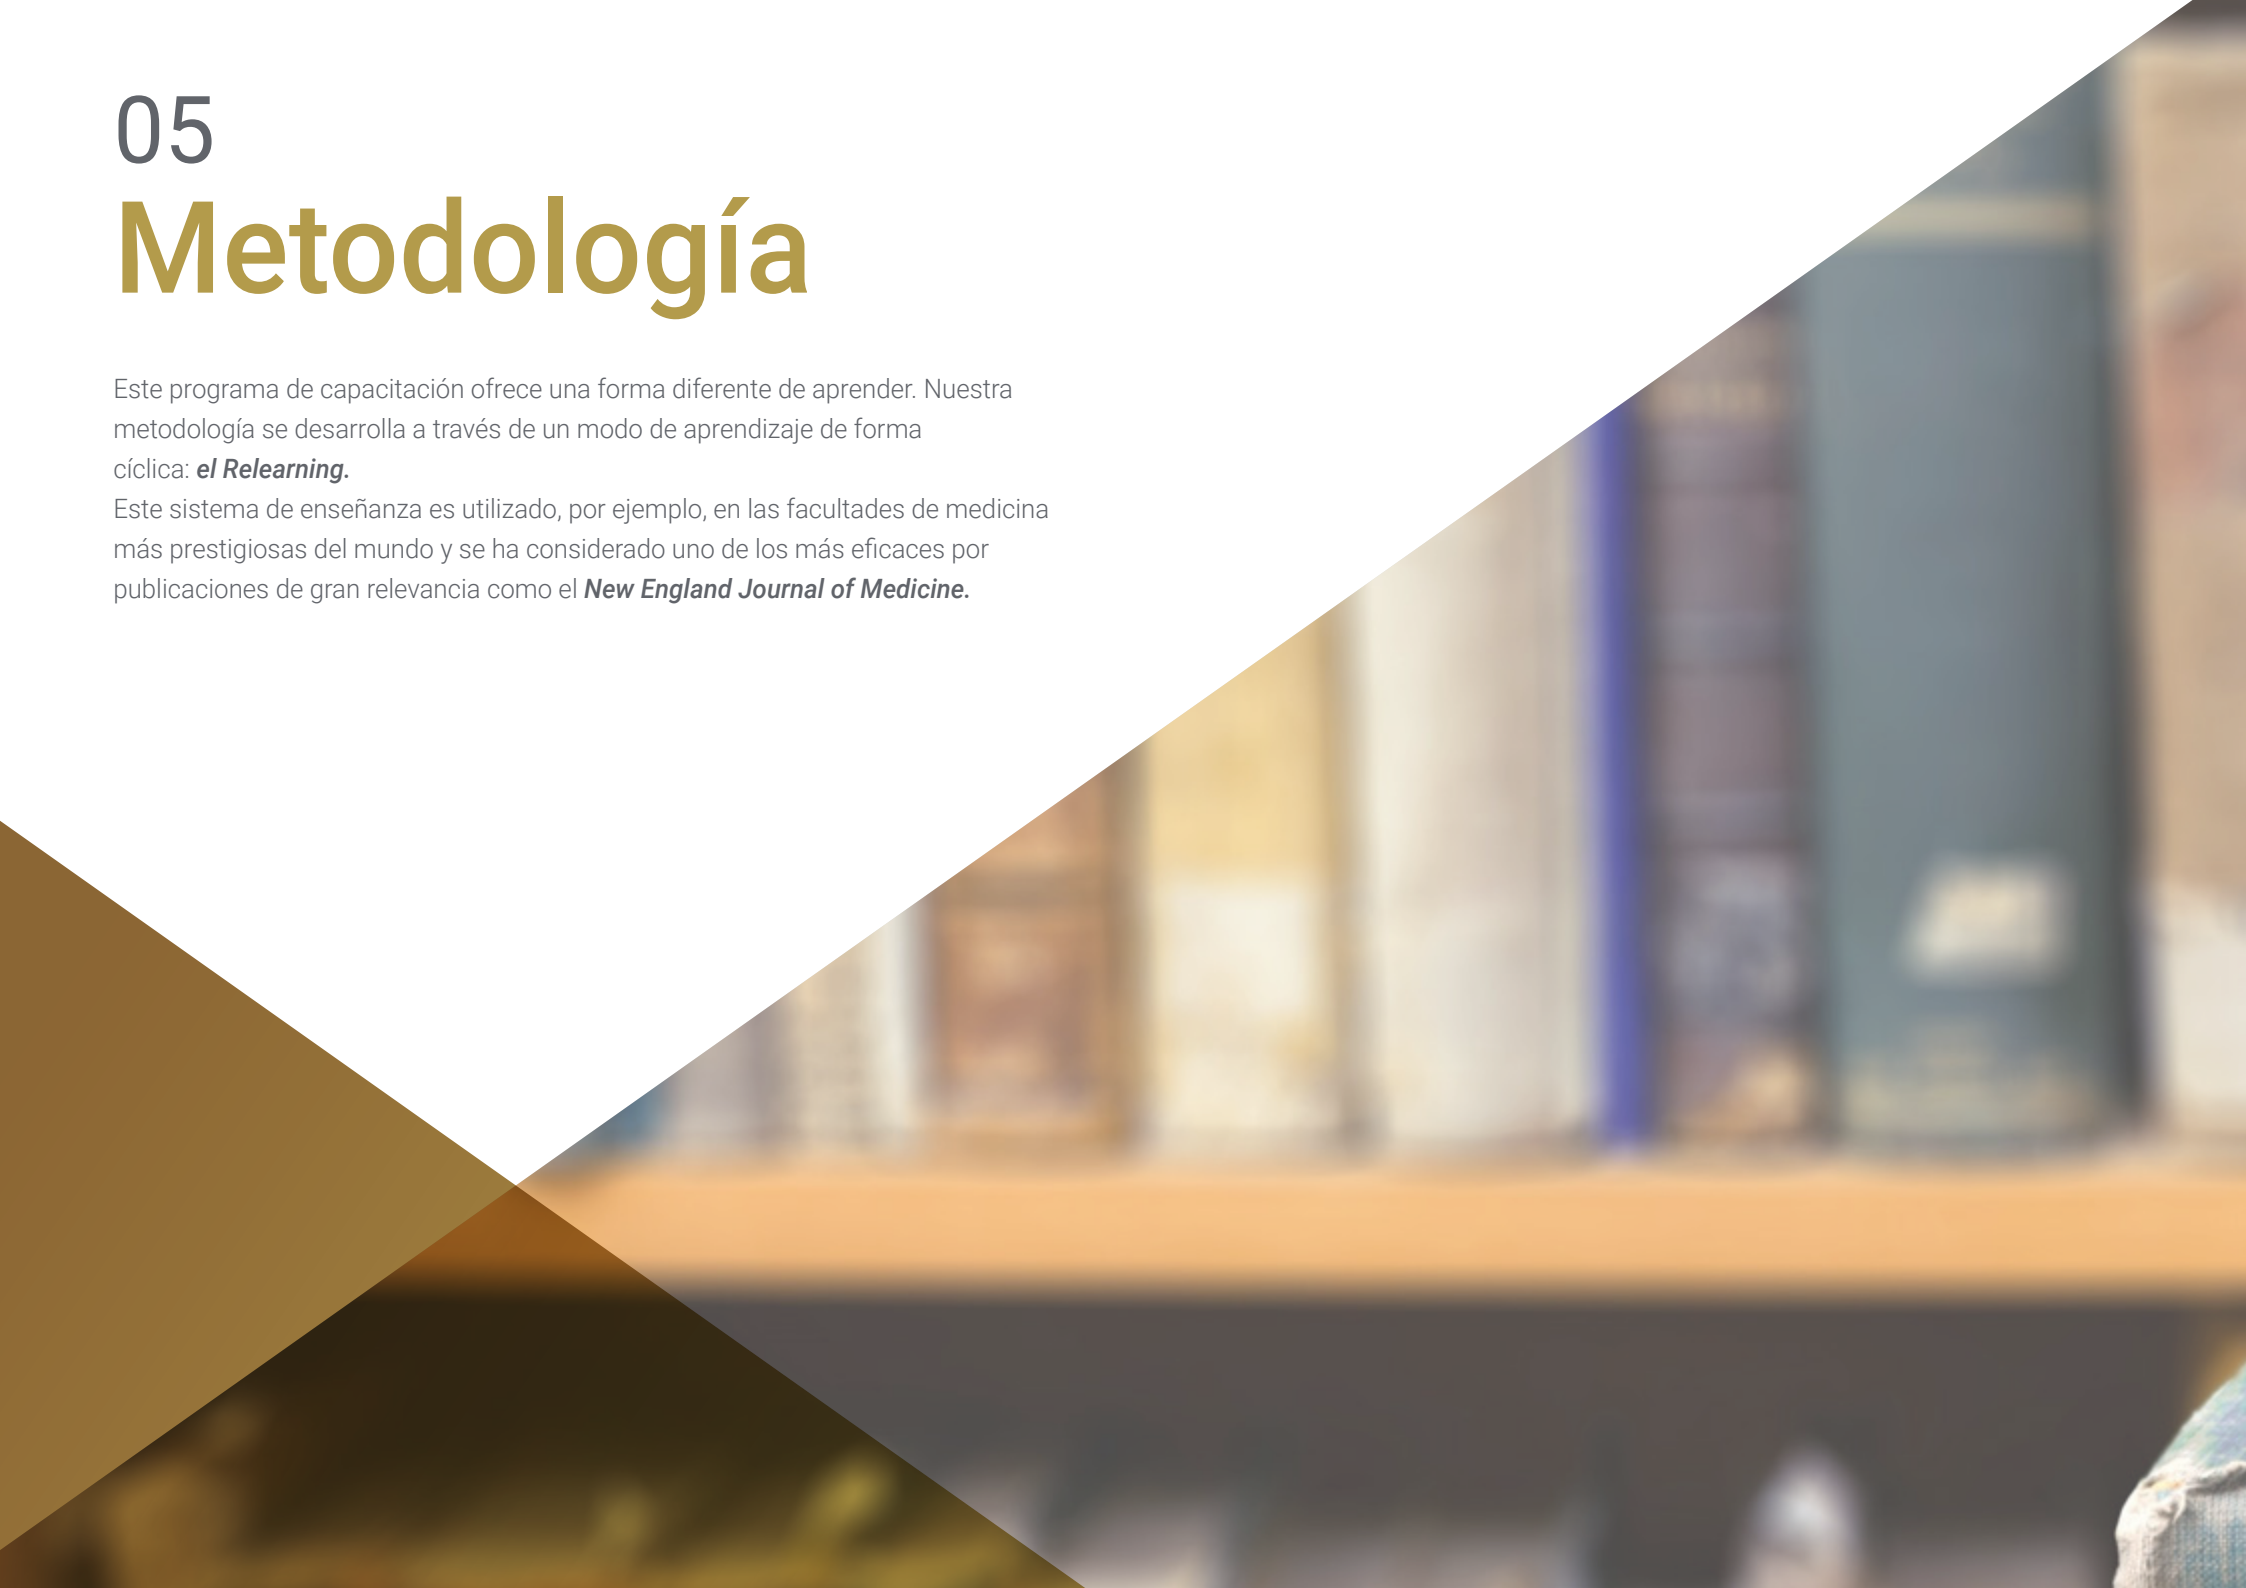 05
Metodología
Este programa de capacitación ofrece una forma diferente de aprender. Nuestra
metodología se desarrolla a través de un modo de aprendizaje de forma
cíclica: el Relearning.
Este sistema de enseñanza es utilizado, por ejemplo, en las facultades de medicina
más prestigiosas del mundo y se ha considerado uno de los más eficaces por
publicaciones de gran relevancia como el New England Journal of Medicine.